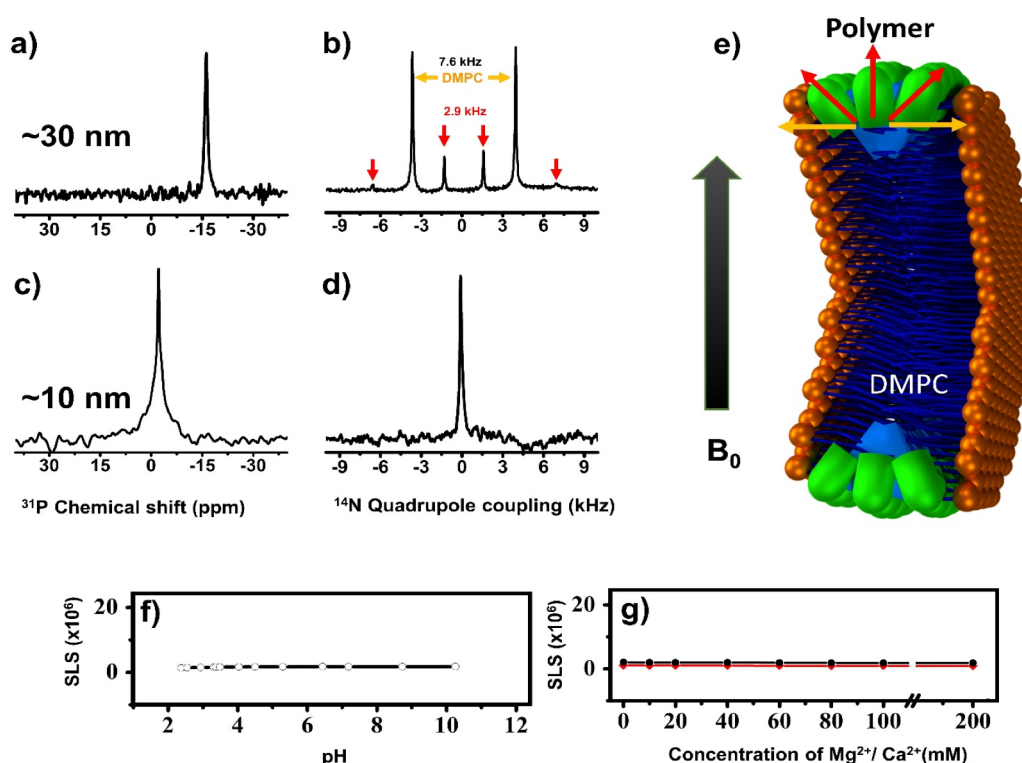 a)
~30 nm
30 15 0 -15 -30
b)
7.6 kHz
DMPC
2.9 kHz
-9 -6 -3 0 3 6 9
c)
~10 nm
30 15 0 -15 -30
³¹P Chemical shift (ppm)
d)
-9 -6 -3 0 3 6 9
¹⁴N Quadrupole coupling (kHz)
e)
Polymer
DMPC
B₀
f)
SLS (x10⁶)
20
0
2 4 6 8 10 12
pH
g)
SLS (x10⁶)
20
0
0 20 40 60 80 100 200
Concentration of Mg²⁺/ Ca²⁺(mM)